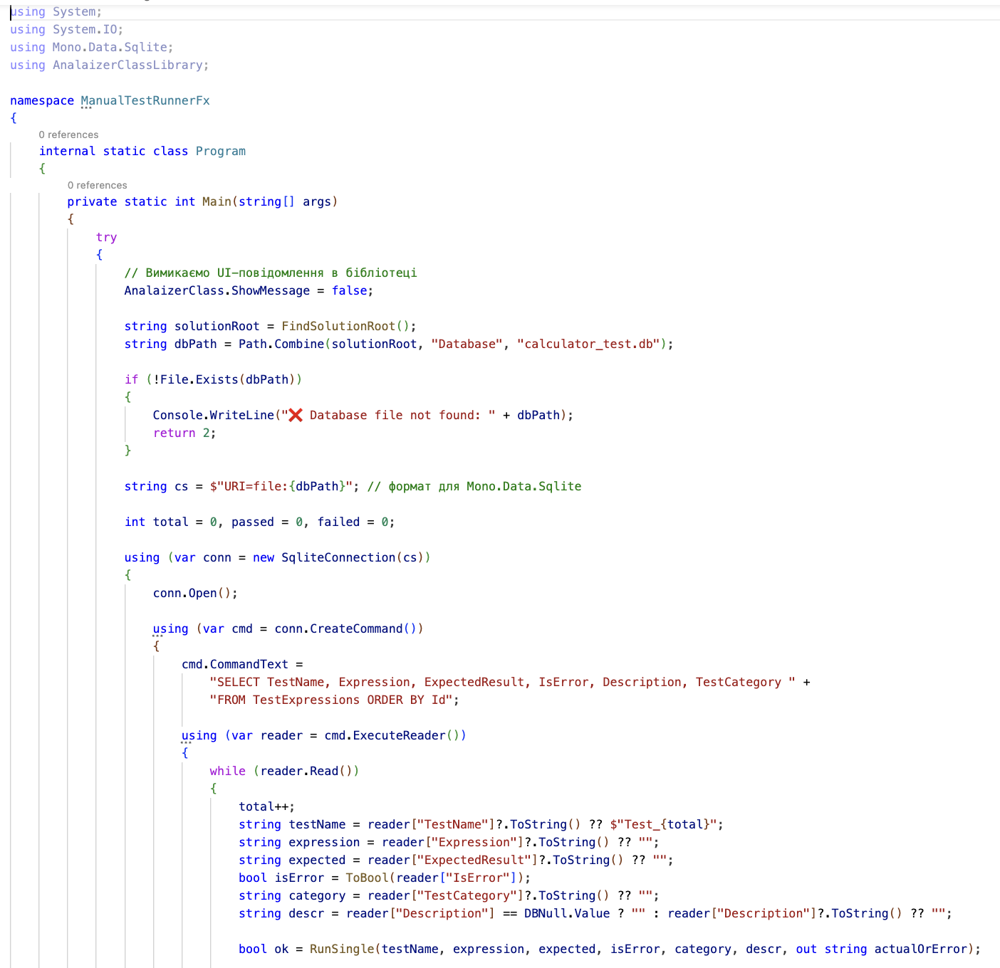 using System;
using System.IO;
using Mono.Data.Sqlite;
using AnalaizerClassLibrary;
namespace ManualTestRunnerFx
{
0 references
internal static class Program
{
0 references
private static int Main(string[] args)
{
try
{
// Вимикаємо UI-повідомлення в бібліотеці
AnalaizerClass.ShowMessage = false;
string solutionRoot = FindSolutionRoot();
string dbPath = Path.Combine(solutionRoot, "Database", "calculator_test.db");
if (!File.Exists(dbPath))
{
Console.WriteLine("❌ Database file not found: " + dbPath);
return 2;
}
string cs = $"URI=file:{dbPath}"; // формат для Mono.Data.Sqlite
int total = 0, passed = 0, failed = 0;
using (var conn = new SqliteConnection(cs))
{
conn.Open();
using (var cmd = conn.CreateCommand())
{
cmd.CommandText =
"SELECT TestName, Expression, ExpectedResult, IsError, Description, TestCategory " +
"FROM TestExpressions ORDER BY Id";
using (var reader = cmd.ExecuteReader())
{
while (reader.Read())
{
total++;
string testName = reader["TestName"]?.ToString() ?? $"Test_{total}";
string expression = reader["Expression"]?.ToString() ?? "";
string expected = reader["ExpectedResult"]?.ToString() ?? "";
bool isError = ToBool(reader["IsError"]);
string category = reader["TestCategory"]?.ToString() ?? "";
string descr = reader["Description"] == DBNull.Value ? "" : reader["Description"]?.ToString() ?? "";
bool ok = RunSingle(testName, expression, expected, isError, category, descr, out string actualOrError);